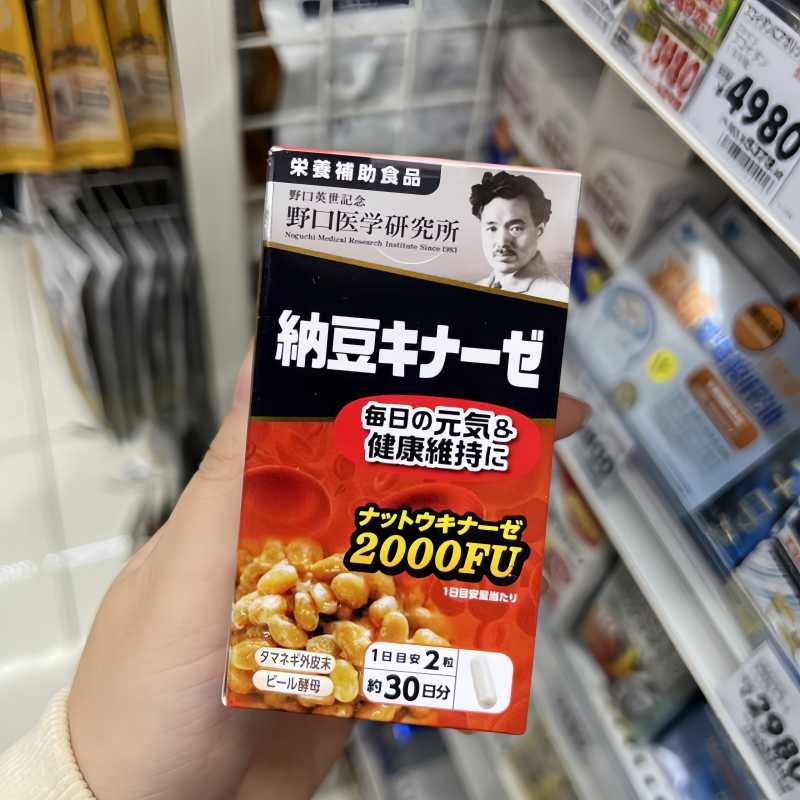 栄養補助食品
野口英世記念
野口医学研究所
Noguchi Medical Research Institute Since 1983
納豆キナーゼ
毎日の元気&
健康維持に
ナットウキナーゼ
2000FU
1日目安量当たり
タマネギ外皮末
ビール酵母
1日目安2粒
約30日分
3980
4980
2980